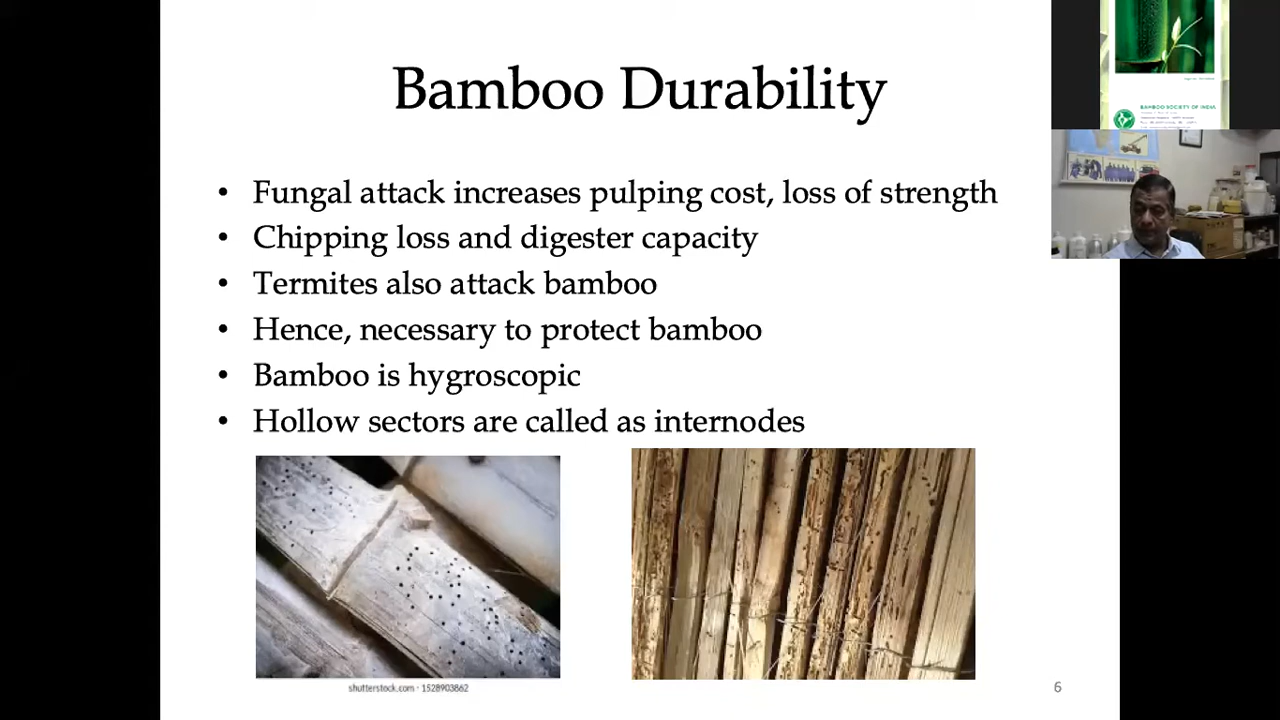 Bamboo Durability
• Fungal attack increases pulping cost, loss of strength
• Chipping loss and digester capacity
• Termites also attack bamboo
• Hence, necessary to protect bamboo
• Bamboo is hygroscopic
• Hollow sectors are called as internodes
shutterstock.com · 1528903862
6
BAMBOO SOCIETY OF INDIA